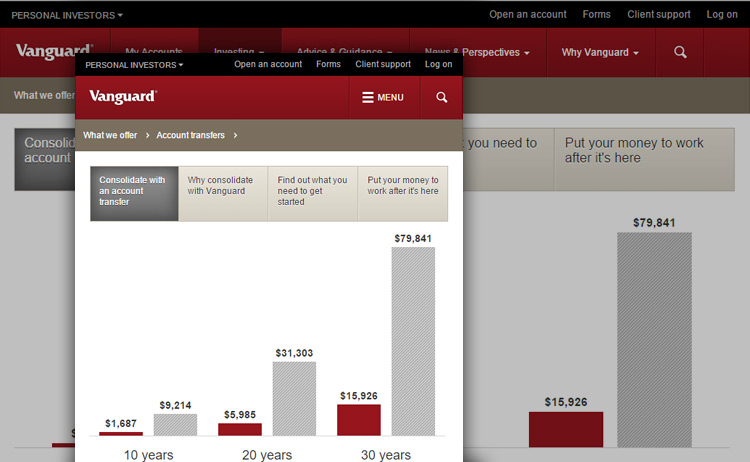 PERSONAL INVESTORS
Open an account Forms Client support Log on
Vanguard®
My Accounts Investing Advice & Guidance News & Perspectives Why Vanguard
What we offer
Consolid
account
you need to
Put your money to work
after it's here
$79,841
$15,926
$
PERSONAL INVESTORS
Open an account Forms Client support Log on
Vanguard®
MENU
What we offer > Account transfers >
Consolidate with
an account
transfer
Why consolidate
with Vanguard
Find out what you
need to get
started
Put your money to
work after it's here
$79,841
$31,303
$15,926
$9,214
$5,985
$1,687
10 years 20 years 30 years